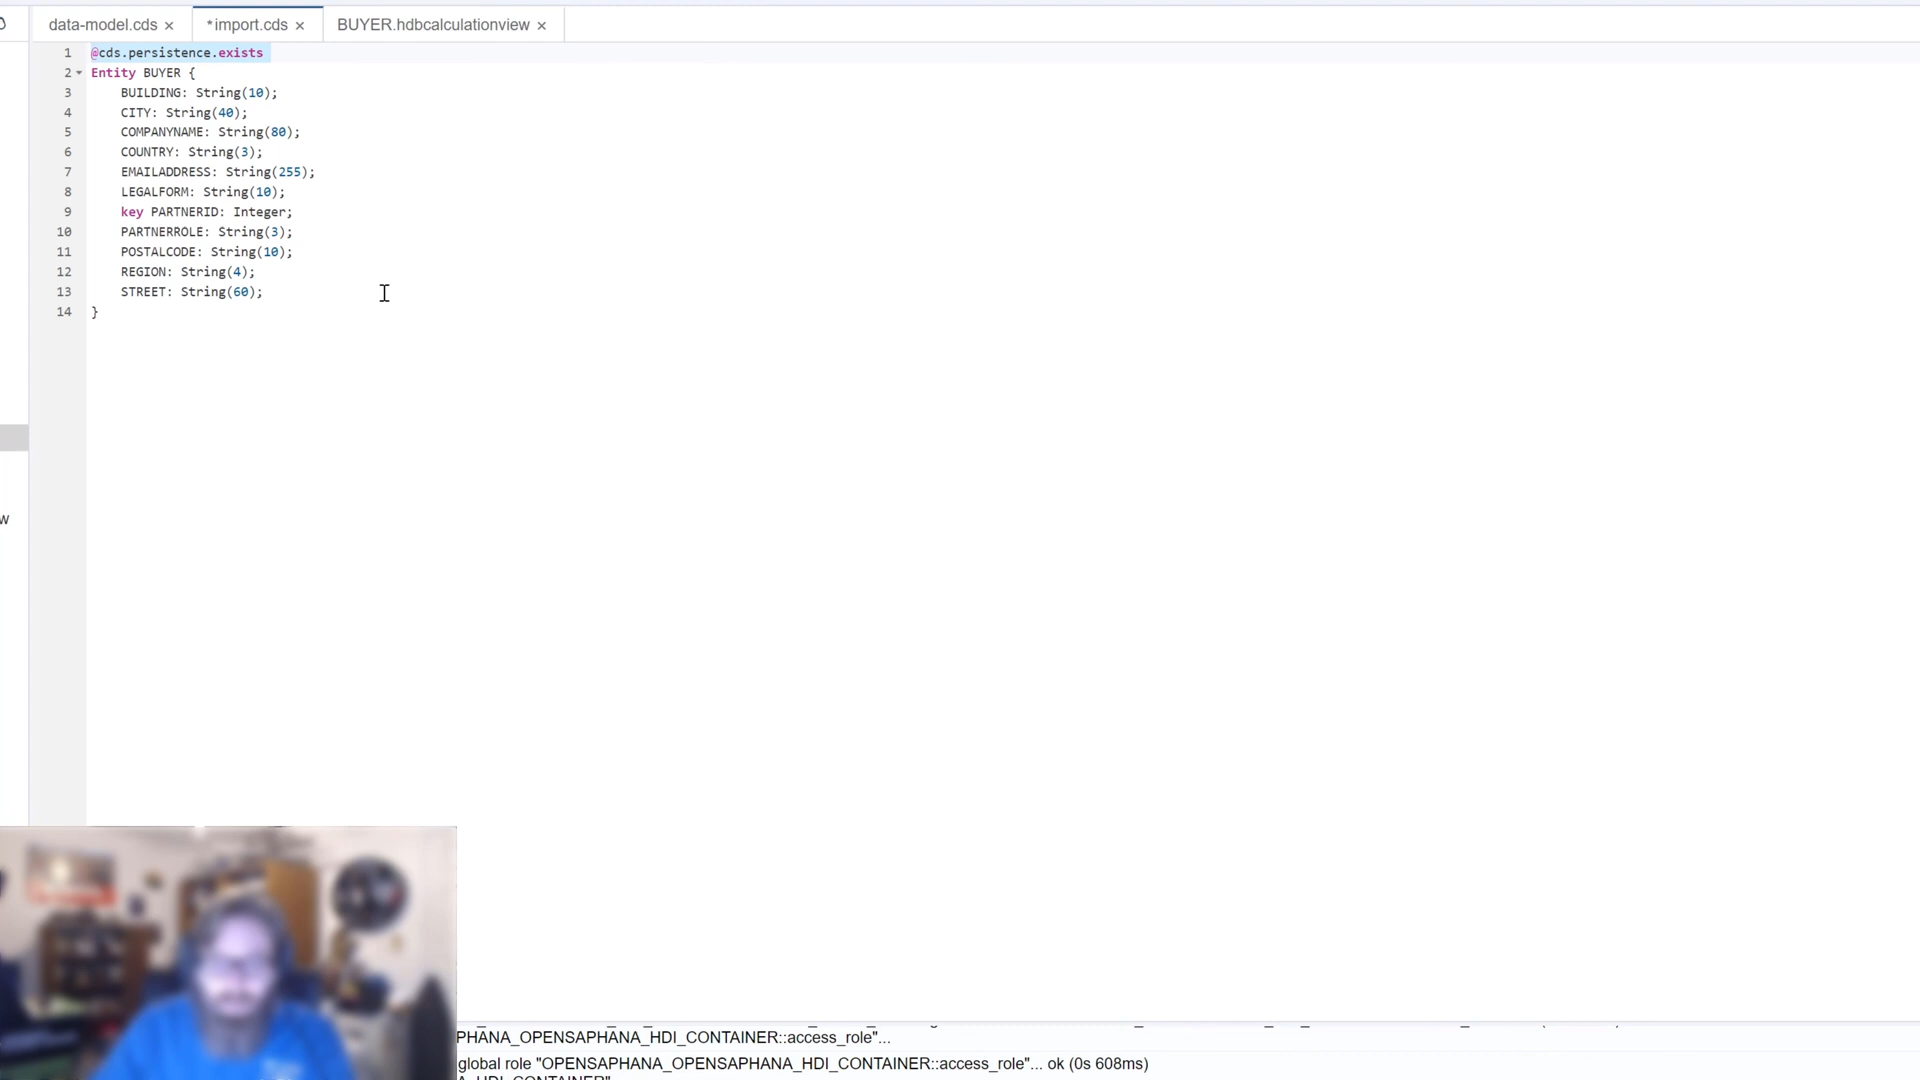 data-model.cds × *import.cds × BUYER.hdbcalculationview ×
1 @cds.persistence.exists
2 Entity BUYER {
3 BUILDING: String(10);
4 CITY: String(40);
5 COMPANYNAME: String(80);
6 COUNTRY: String(3);
7 EMAILADDRESS: String(255);
8 LEGALFORM: String(10);
9 key PARTNERID: Integer;
10 PARTNERROLE: String(3);
11 POSTALCODE: String(10);
12 REGION: String(4);
13 STREET: String(60);
14 }
w
PHANA_OPENSAPHANA_HDI_CONTAINER::access_role"...
global role "OPENSAPHANA_OPENSAPHANA_HDI_CONTAINER::access_role"... ok (0s 608ms)